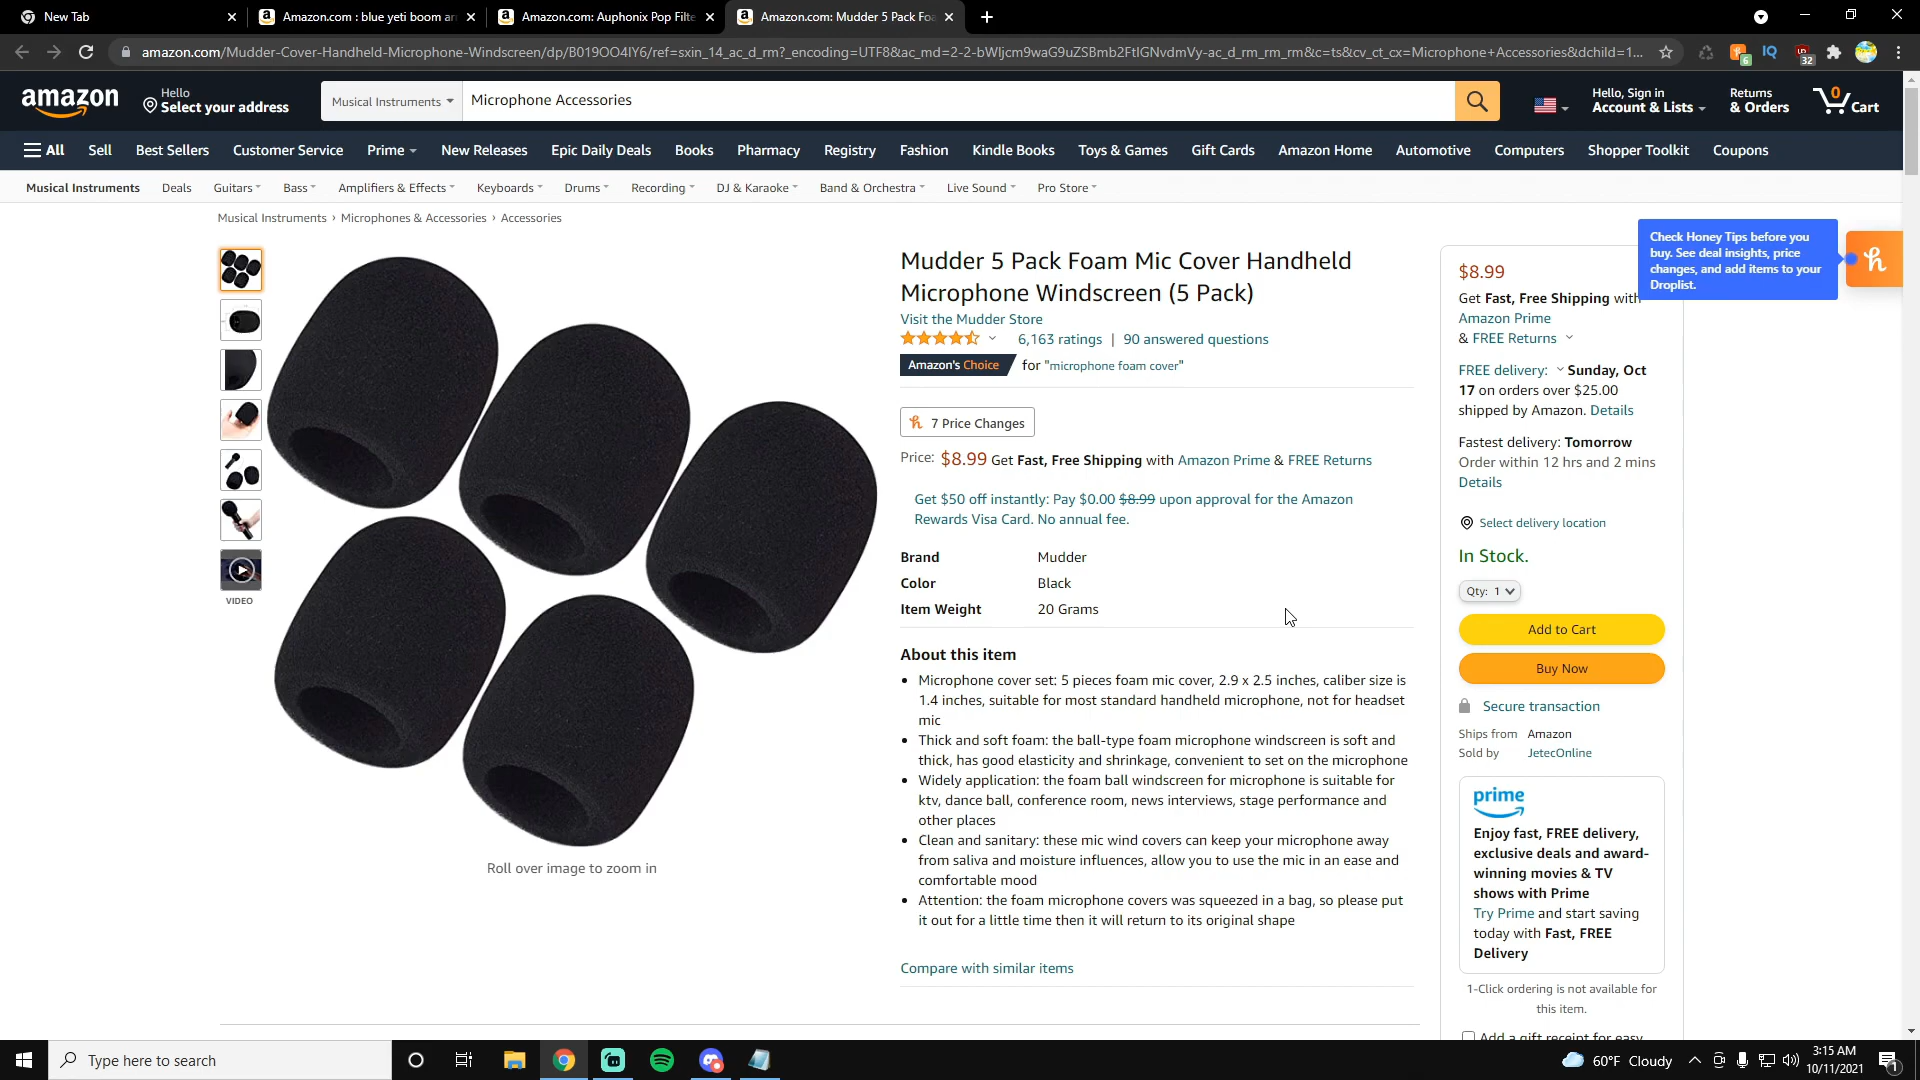 New Tab
Amazon.com : blue yeti boom ar
Amazon.com: Auphonix Pop Filte
Amazon.com: Mudder 5 Pack Foa
amazon.com/Mudder-Cover-Handheld-Microphone-Windscreen/dp/B019OO4IY6/ref=sxin_14_ac_d_rm?_encoding=UTF8&ac_md=2-2-bWljcm9waG9uZSBmb2FtIGNvdmVy-ac_d_rm_rm_rm&c=ts&cv_ct_cx=Microphone+Accessories&dchild=1...
6
IQ
32
amazon
Hello
Select your address
Musical Instruments
Microphone Accessories
Hello, Sign in
Account & Lists
Returns
& Orders
0
Cart
All Sell Best Sellers Customer Service Prime New Releases Epic Daily Deals Books Pharmacy Registry Fashion Kindle Books Toys & Games Gift Cards Amazon Home Automotive Computers Shopper Toolkit Coupons
Musical Instruments Deals Guitars Bass Amplifiers & Effects Keyboards Drums Recording DJ & Karaoke Band & Orchestra Live Sound Pro Store
Musical Instruments › Microphones & Accessories › Accessories
VIDEO
Roll over image to zoom in
Mudder 5 Pack Foam Mic Cover Handheld
Microphone Windscreen (5 Pack)
Visit the Mudder Store
6,163 ratings | 90 answered questions
Amazon's Choice for "microphone foam cover"
7 Price Changes
Price: $8.99 Get Fast, Free Shipping with Amazon Prime & FREE Returns
Get $50 off instantly: Pay $0.00 $8.99 upon approval for the Amazon
Rewards Visa Card. No annual fee.
Brand Mudder
Color Black
Item Weight 20 Grams
About this item
• Microphone cover set: 5 pieces foam mic cover, 2.9 x 2.5 inches, caliber size is
1.4 inches, suitable for most standard handheld microphone, not for headset
mic
• Thick and soft foam: the ball-type foam microphone windscreen is soft and
thick, has good elasticity and shrinkage, convenient to set on the microphone
• Widely application: the foam ball windscreen for microphone is suitable for
ktv, dance ball, conference room, news interviews, stage performance and
other places
• Clean and sanitary: these mic wind covers can keep your microphone away
from saliva and moisture influences, allow you to use the mic in an ease and
comfortable mood
• Attention: the foam microphone covers was squeezed in a bag, so please put
it out for a little time then it will return to its original shape
Compare with similar items
Check Honey Tips before you
buy. See deal insights, price
changes, and add items to your
Droplist.
$8.99
Get Fast, Free Shipping with
Amazon Prime
& FREE Returns
FREE delivery: Sunday, Oct
17 on orders over $25.00
shipped by Amazon. Details
Fastest delivery: Tomorrow
Order within 12 hrs and 2 mins
Details
Select delivery location
In Stock.
Qty: 1
Add to Cart
Buy Now
Secure transaction
Ships from Amazon
Sold by JetecOnline
prime
Enjoy fast, FREE delivery,
exclusive deals and award-
winning movies & TV
shows with Prime
Try Prime and start saving
today with Fast, FREE
Delivery
1-Click ordering is not available for
this item.
Add a gift receipt for easy
Type here to search
60°F Cloudy
3:15 AM
10/11/2021
1